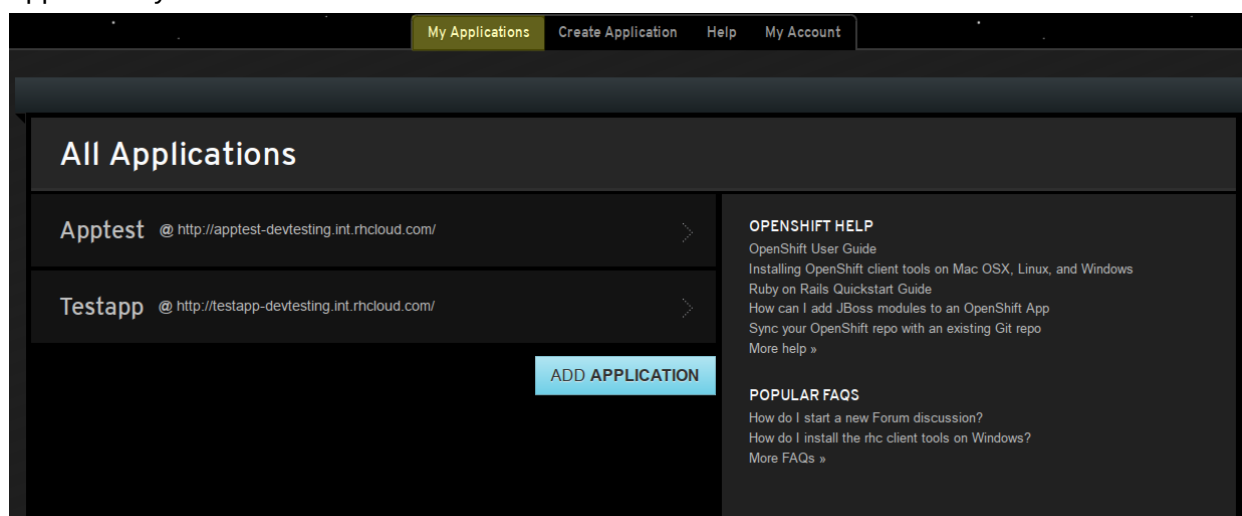 My Applications Create Application Help My Account
All Applications
Apptest @ http://apptest-devtesting.int.rhcloud.com/
Testapp @ http://testapp-devtesting.int.rhcloud.com/
ADD APPLICATION
OPENSHIFT HELP
OpenShift User Guide
Installing OpenShift client tools on Mac OSX, Linux, and Windows
Ruby on Rails Quickstart Guide
How can I add JBoss modules to an OpenShift App
Sync your OpenShift repo with an existing Git repo
More help »
POPULAR FAQS
How do I start a new Forum discussion?
How do I install the rhc client tools on Windows?
More FAQs »